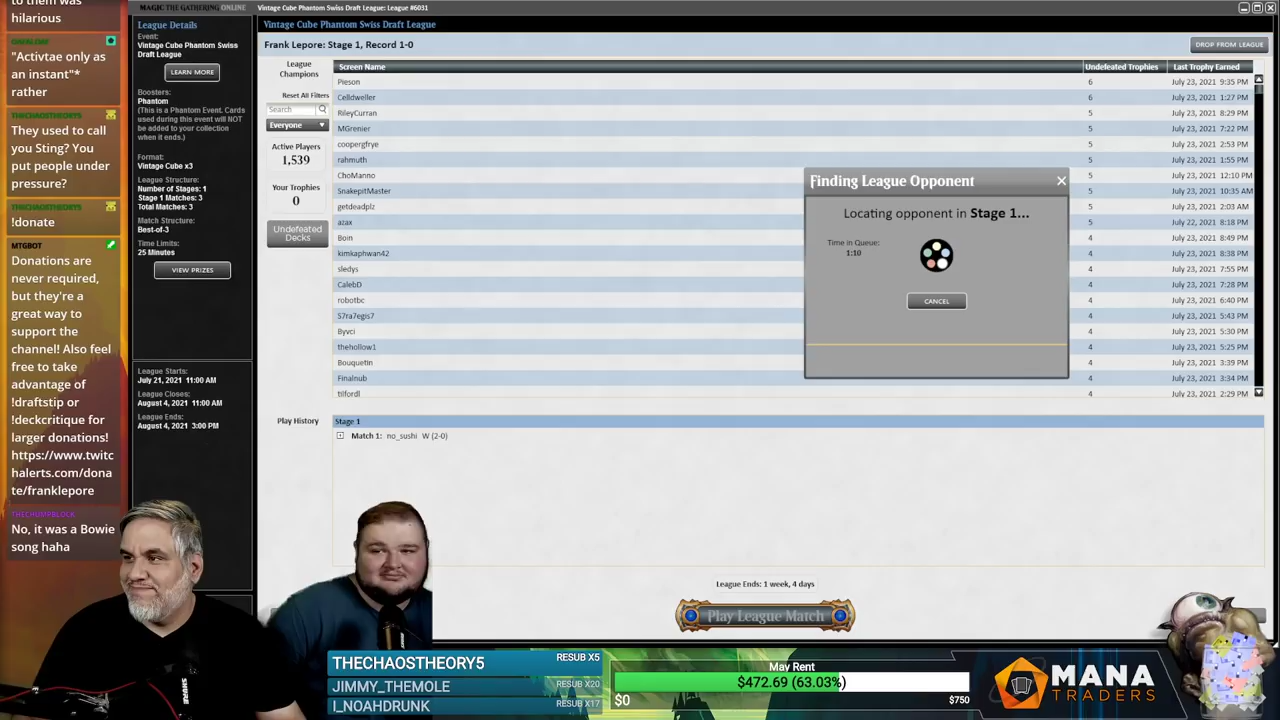 to them was
hilarious
"Activtae only as
an instant"*
rather
THECHAOSTHEORY5
They used to call
you Sting? You
put people under
pressure?
THECHAOSTHEORY5
!donate
MTGBOT
Donations are
never required,
but they're a
great way to
support the
channel! Also feel
free to take
advantage of
!draftstip or
!deckcritique for
larger donations!
https://www.twitc
halerts.com/dona
te/franklepore
THECHUMPBLOCK
No, it was a Bowie
song haha
MAGIC THE GATHERING ONLINE
Vintage Cube Phantom Swiss Draft League: League #6031
League Details
Event:
Vintage Cube Phantom Swiss
Draft League
LEARN MORE
Boosters:
Phantom
(This is a Phantom Event. Cards
used during this event will NOT
be added to your collection
when it ends.)
Format:
Vintage Cube x3
League Structure:
Number of Stages: 1
Stage 1 Matches: 3
Total Matches: 3
Match Structure:
Best-of-3
Time Limits:
25 Minutes
VIEW PRIZES
League Starts:
July 21, 2021 11:00 AM
League Closes:
August 4, 2021 11:00 AM
League Ends:
August 4, 2021 3:00 PM
Vintage Cube Phantom Swiss Draft League
Frank Lepore: Stage 1, Record 1-0
DROP FROM LEAGUE
League
Champions
Reset All Filters
Search
Everyone
Active Players
1,539
Your Trophies
0
Undefeated
Decks
Screen Name Undefeated Trophies Last Trophy Earned
Pieson 6 July 23, 2021 9:35 PM
Celldweller 6 July 23, 2021 1:27 PM
RileyCurran 5 July 23, 2021 8:29 PM
MGrenier 5 July 23, 2021 7:22 PM
coopergfrye 5 July 23, 2021 2:53 PM
rahmuth 5 July 23, 2021 1:55 PM
ChoManno 5 July 23, 2021 12:10 PM
SnakepitMaster 5 July 23, 2021 10:35 AM
getdeadplz 5 July 23, 2021 2:03 AM
azax 5 July 22, 2021 8:18 PM
Boin 4 July 23, 2021 8:49 PM
kimkaphwan42 4 July 23, 2021 8:38 PM
sledys 4 July 23, 2021 7:55 PM
CalebD 4 July 23, 2021 7:28 PM
robotbc 4 July 23, 2021 6:40 PM
S7ra7egis7 4 July 23, 2021 5:43 PM
Byvci 4 July 23, 2021 5:30 PM
thehollow1 4 July 23, 2021 5:25 PM
Bouquetin 4 July 23, 2021 3:39 PM
Finalnub 4 July 23, 2021 3:34 PM
tilfordl 4 July 23, 2021 2:29 PM
Finding League Opponent
Locating opponent in Stage 1...
Time in Queue:
1:10
CANCEL
Play History
Stage 1
Match 1: no_sushi W (2-0)
League Ends: 1 week, 4 days
Play League Match
THECHAOSTHEORY5 RESUB X5
JIMMY_THEMOLE RESUB X20
I_NOAHDRUNK RESUB X17
May Rent
$472.69 (63.03%)
$0 $750
MANA
TRADERS
SHURE